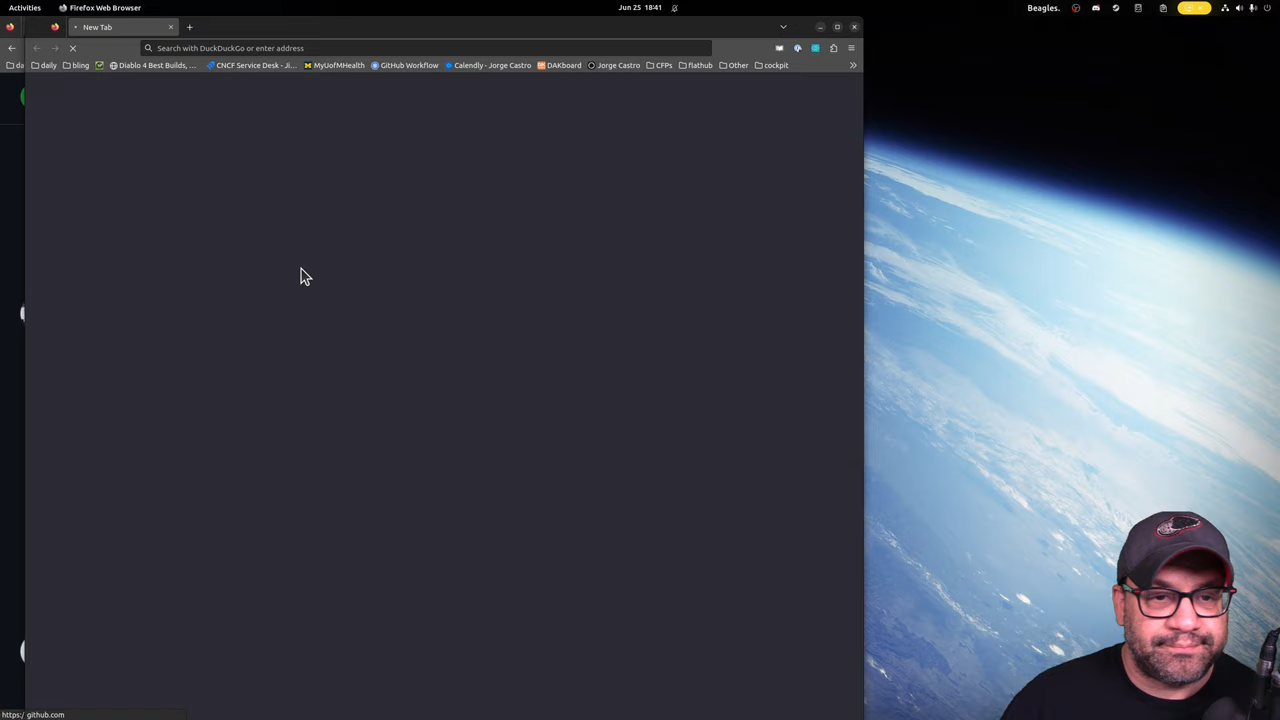 Activities
Firefox Web Browser
Jun 25 18:41
Beagles.
New Tab
Search with DuckDuckGo or enter address
da
daily
bling
Diablo 4 Best Builds, ...
CNCF Service Desk - Ji...
MyUofMHealth
GitHub Workflow
Calendly - Jorge Castro
DAKboard
Jorge Castro
CFPs
flathub
Other
cockpit
https:/ github.com